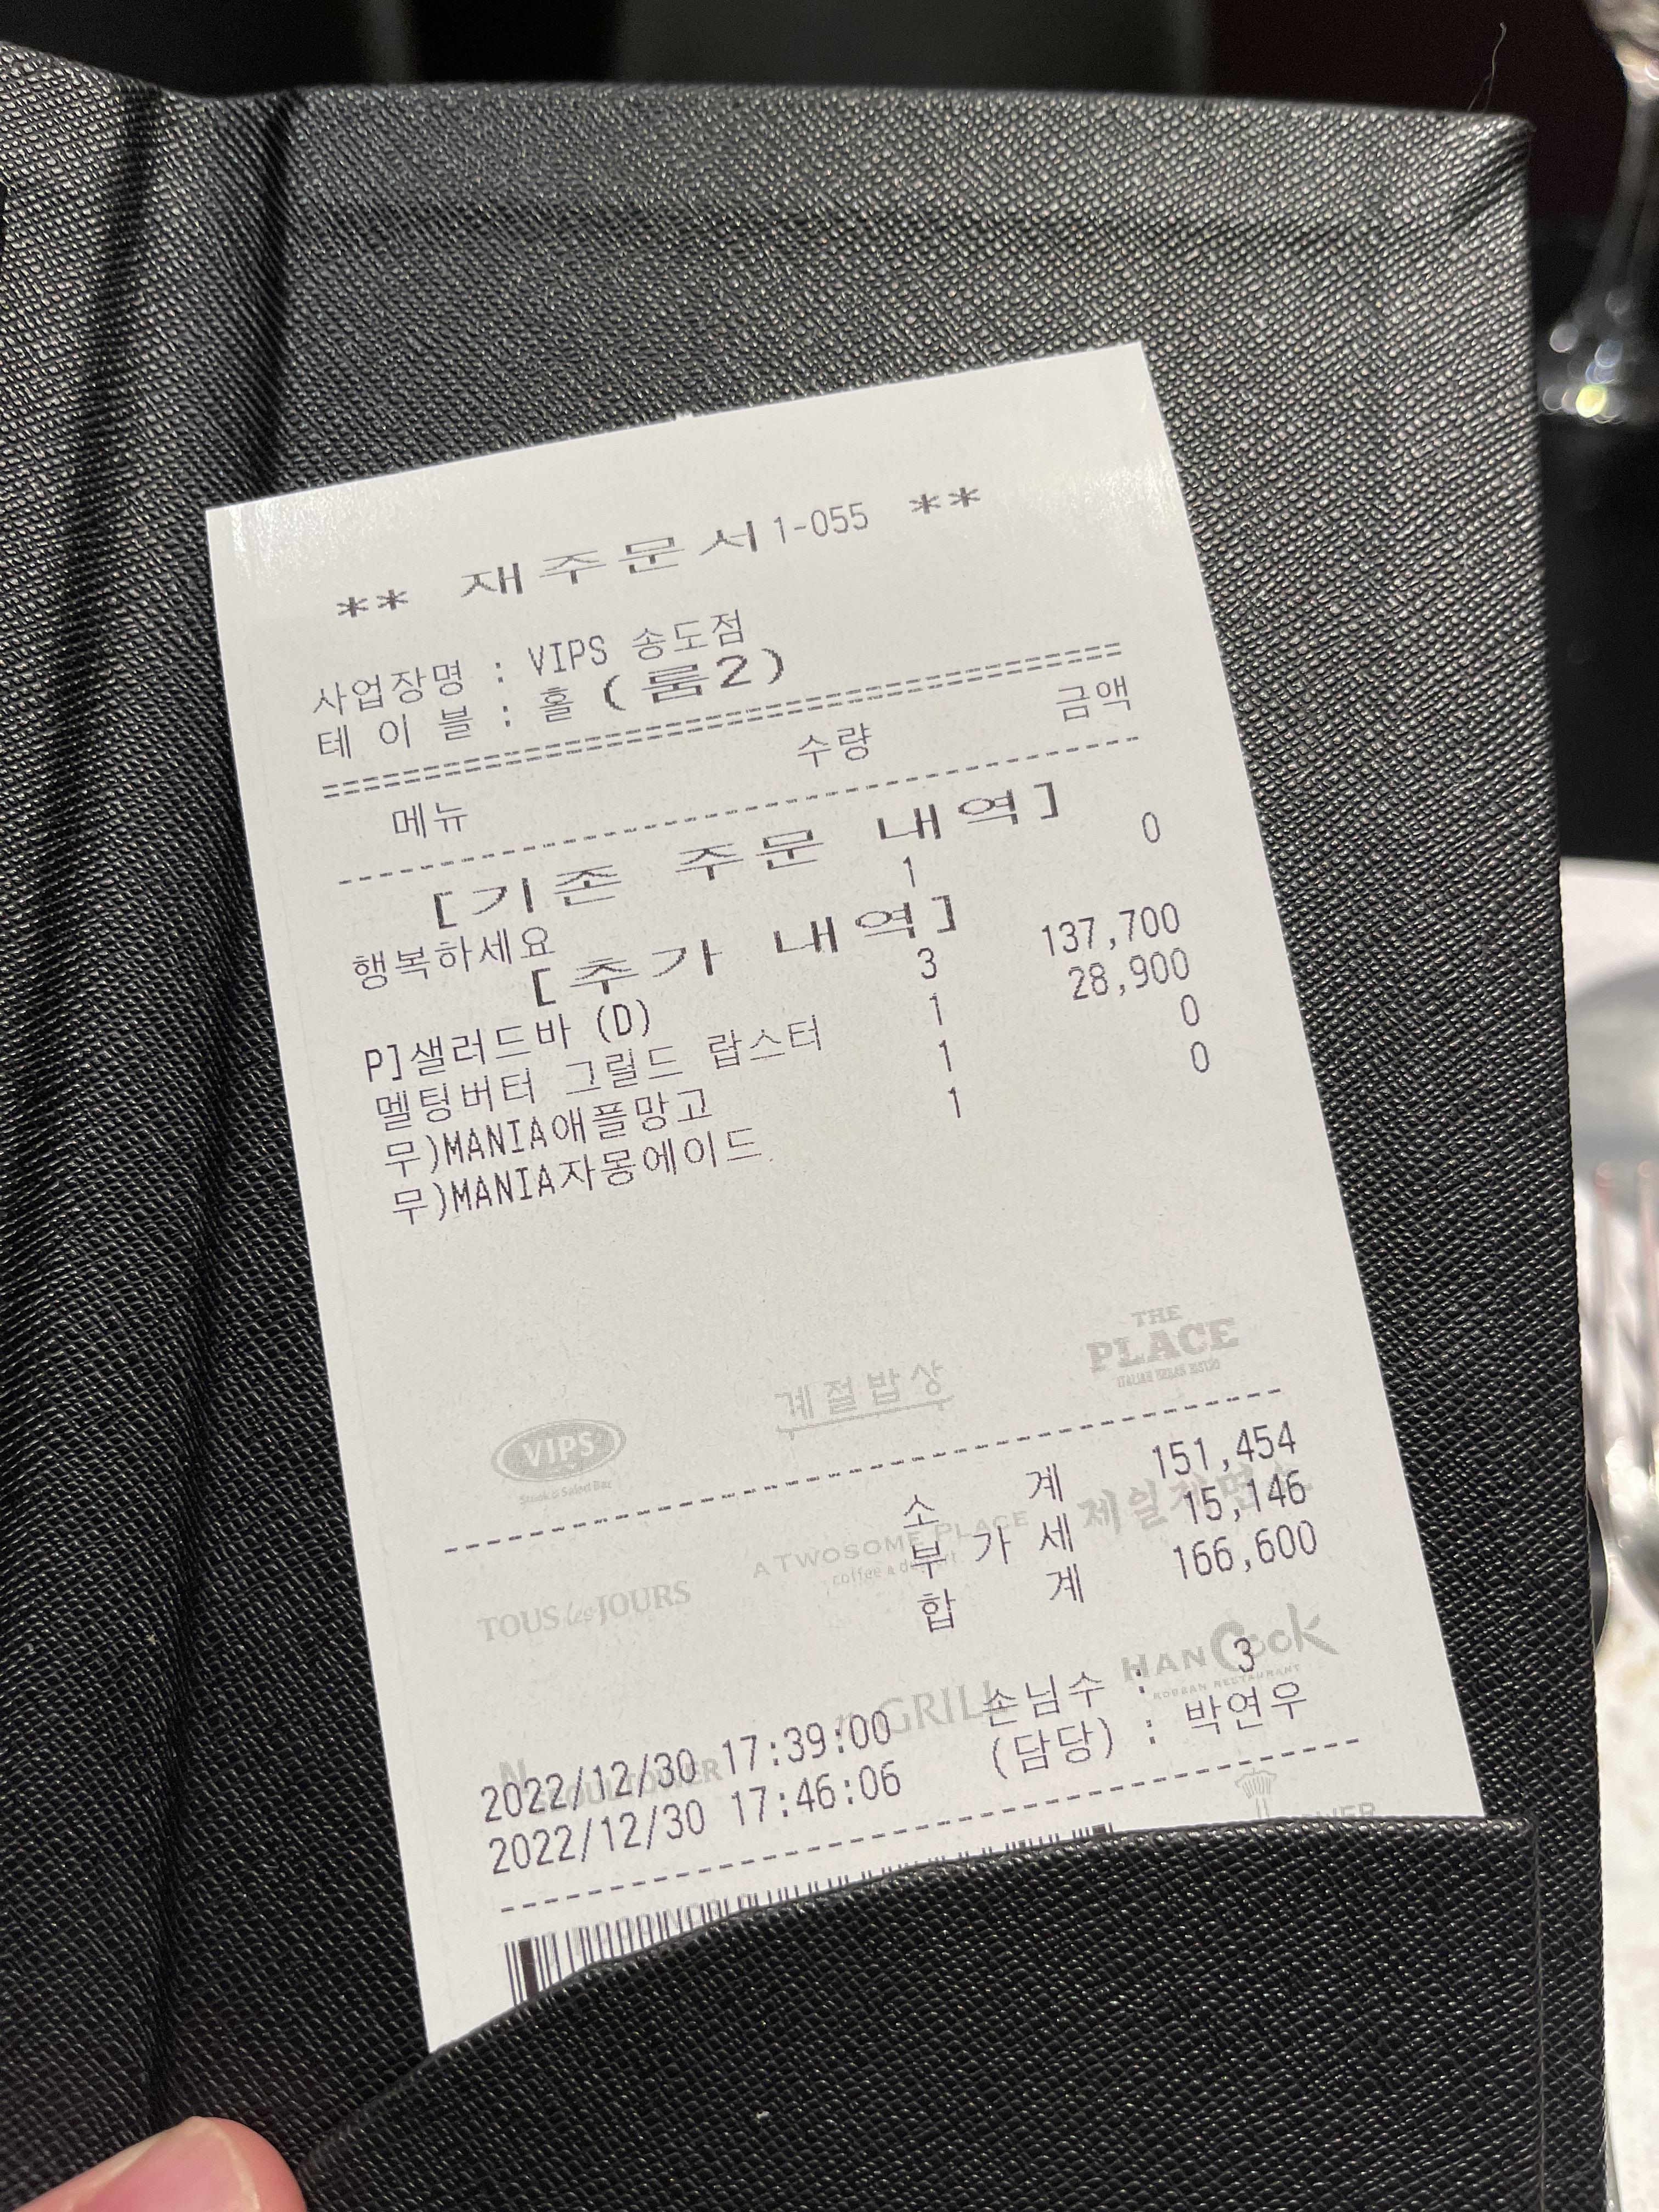 ** 재주문서1-055 **
사업장명 : VIPS 송도점
테 이 블 : 홀 ( 룸2)
메뉴 수량 금액
[기존 주문 내역]
행복하세요 1 0
[추가 내역]
P]샐러드바 (D) 3 137,700
멜팅버터 그릴드 랍스터 1 28,900
무)MANIA애플망고 1 0
무)MANIA자몽에이드 1 0
THE
PLACE
계절밥상
VIPS
Steak & Salad Bar
소 계 151,454
부 가 세 15,146
합 계 166,600
A TWOSOME PLACE
TOUS les JOURS
HANCook
KOREAN RESTAURANT
GRILL
손님수 : 3
2022/12/30 17:39:00 (담당) : 박연우
2022/12/30 17:46:06